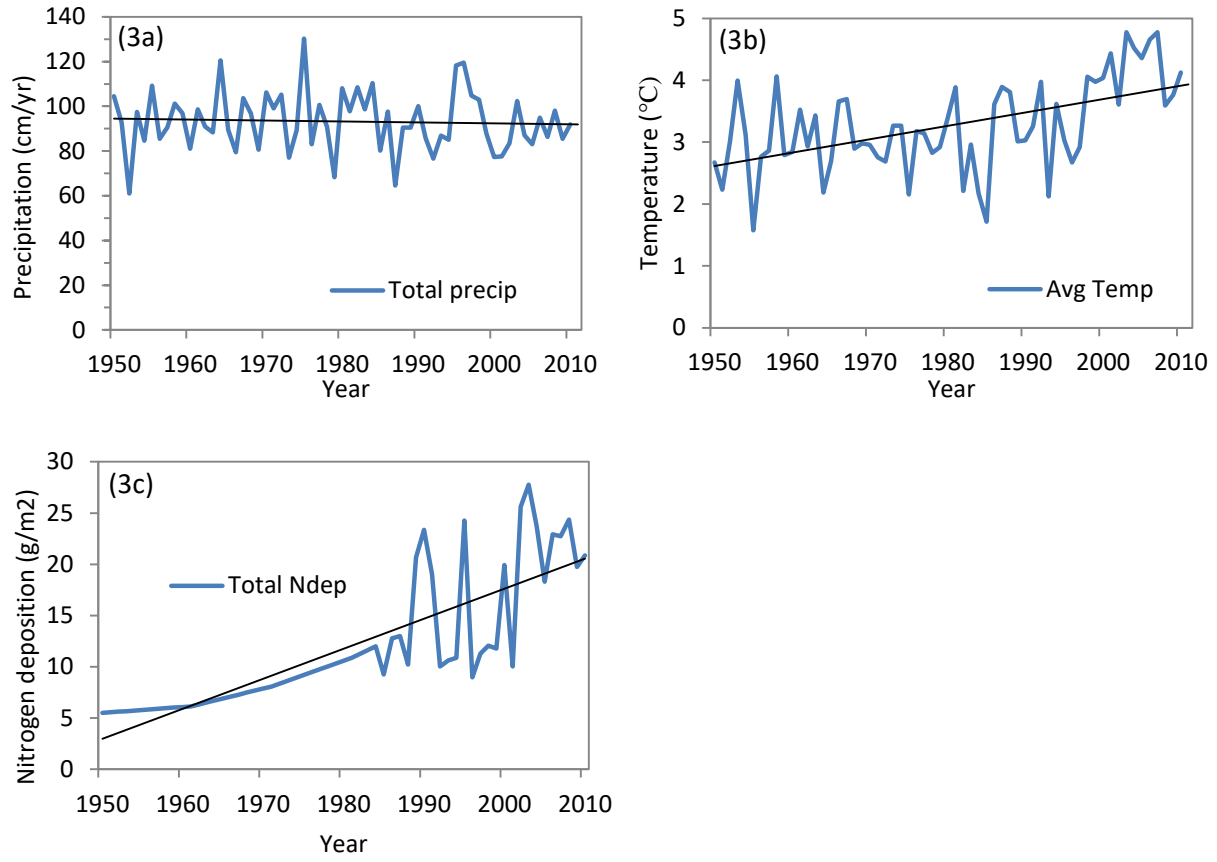 (3a)
Precipitation (cm/yr)
140
120
100
80
60
40
20
0
Total precip
1950 1960 1970 1980 1990 2000 2010
Year
(3b)
Temperature (°C)
5
4
3
2
1
0
Avg Temp
1950 1960 1970 1980 1990 2000 2010
Year
(3c)
Nitrogen deposition (g/m2)
30
25
20
15
10
5
0
Total Ndep
1950 1960 1970 1980 1990 2000 2010
Year